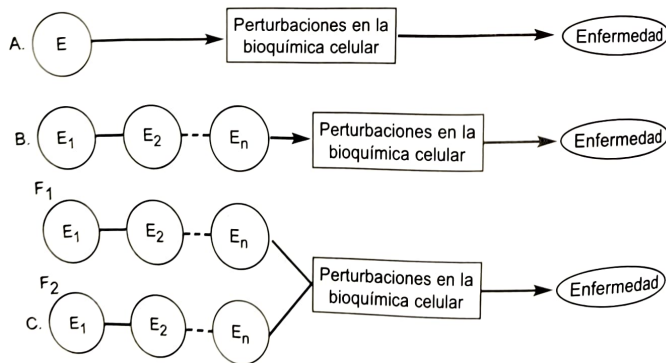 A. E Perturbaciones en la Enfermedad
bioquímica celular
B. E₁ E₂ Eₙ Perturbaciones en la Enfermedad
bioquímica celular
F₁
E₁ E₂ Eₙ
Perturbaciones en la Enfermedad
bioquímica celular
F₂
C. E₁ E₂ Eₙ